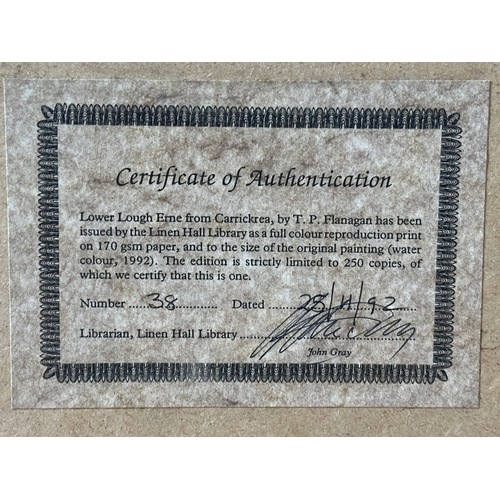 Certificate of Authentication
Lower Lough Erne from Carrickrea, by T. P. Flanagan has been
issued by the Linen Hall Library as a full colour reproduction print
on 170 gsm paper, and to the size of the original painting (water
colour, 1992). The edition is strictly limited to 250 copies, of
which we certify that this is one.
Number ....38............ Dated ....28/11/92....
Librarian, Linen Hall Library ..............................
John Gray